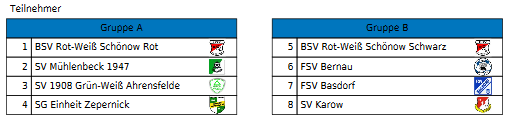 Teilnehmer
Gruppe A
1 BSV Rot-Weiß Schönow Rot
2 SV Mühlenbeck 1947
3 SV 1908 Grün-Weiß Ahrensfelde
4 SG Einheit Zepernick
Gruppe B
5 BSV Rot-Weiß Schönow Schwarz
6 FSV Bernau
7 FSV Basdorf
8 SV Karow